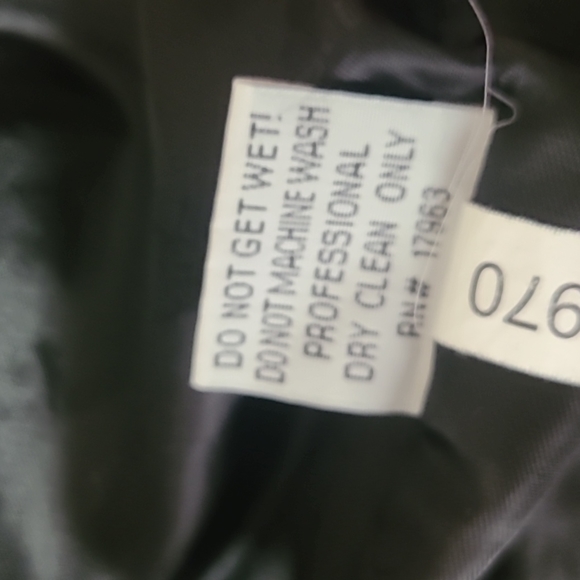 DO NOT GET WET!
DO NOT MACHINE WASH
PROFESSIONAL
DRY CLEAN ONLY
RN# 17963
970